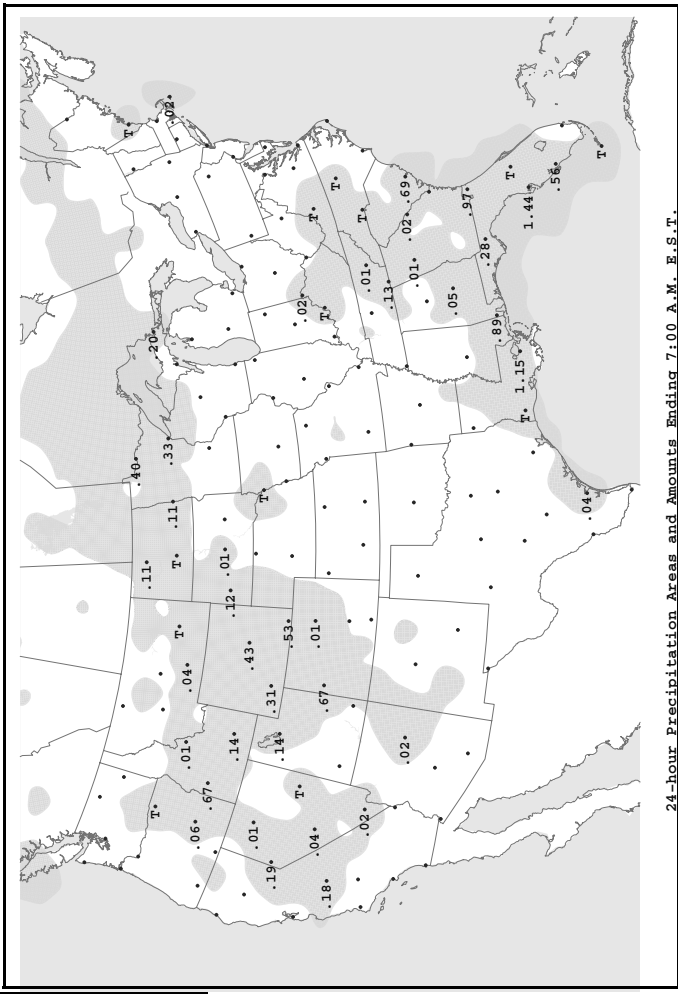 T
.40
.11
.20
T
.02
.33
.11
T
T
.04
.01
.06
.67
.01
.12
.14
.43
.01
T
.31
.19
.14
.53
T
.02
T
.01
.04
.67
T
.18
T
T
.02
.01
.13
.69
.02
.02
.01
.05
.97
.28
.89
T
1.15
T
1.44
.56
.04
T
24-hour Precipitation Areas and Amounts Ending 7:00 A.M. E.S.T.